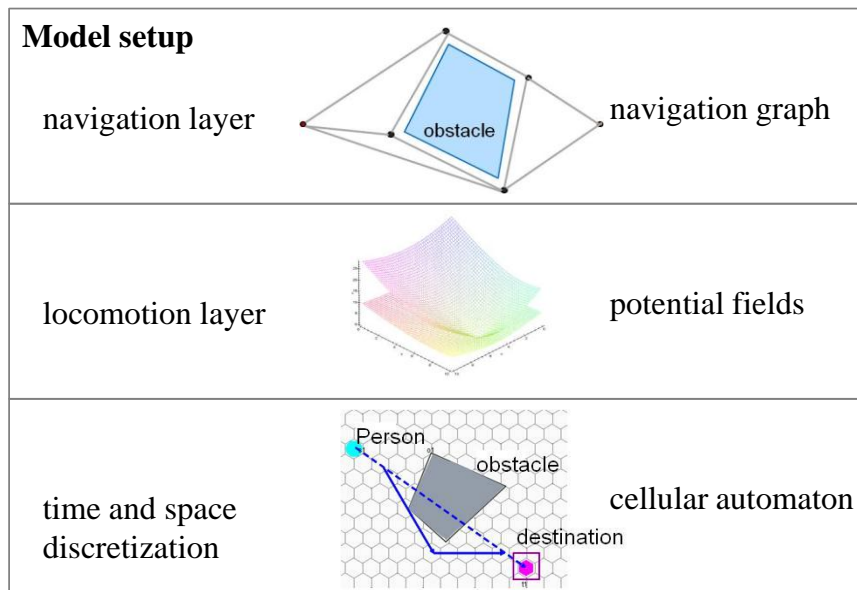 Model setup
navigation layer
obstacle
navigation graph
locomotion layer
potential fields
Person
obstacle
time and space
discretization
destination
cellular automaton